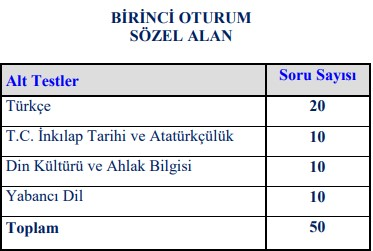 BİRİNCİ OTURUM
SÖZEL ALAN
Alt Testler Soru Sayısı
Türkçe 20
T.C. İnkılap Tarihi ve Atatürkçülük 10
Din Kültürü ve Ahlak Bilgisi 10
Yabancı Dil 10
Toplam 50